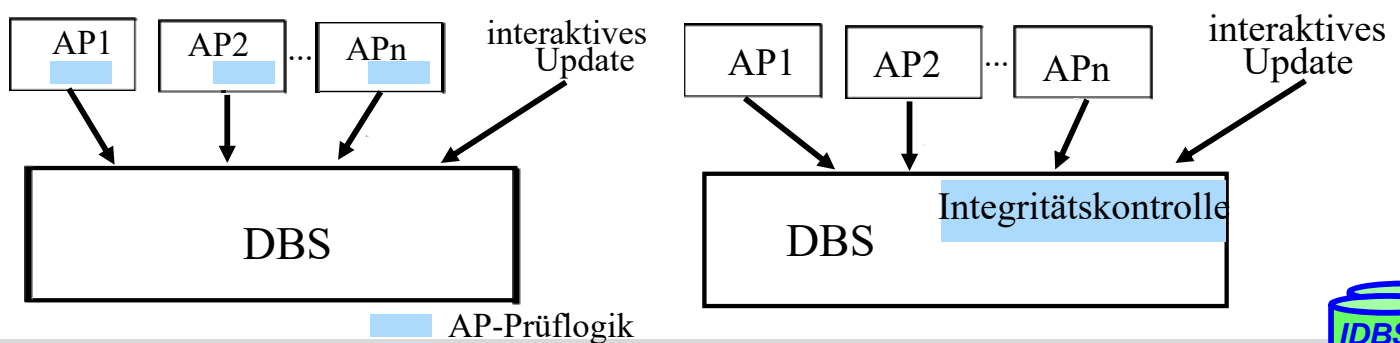 AP1
AP2
...
APn
interaktives
Update
DBS
AP-Prüflogik
AP1
AP2
...
APn
interaktives
Update
Integritätskontrolle
DBS
IDBS